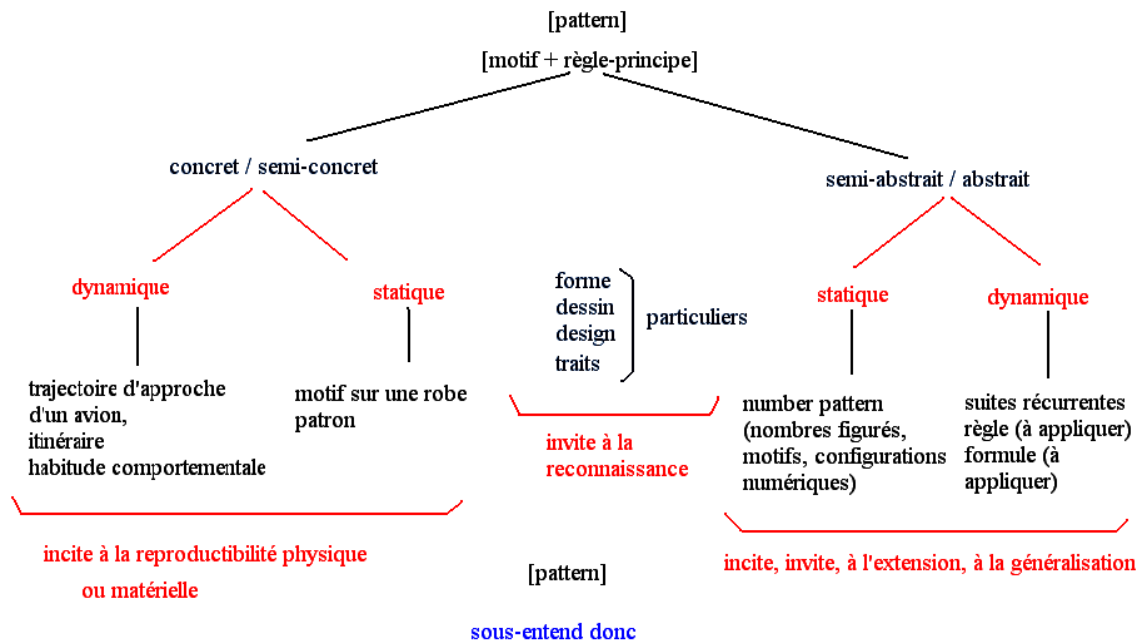 [pattern]
[motif + règle-principe]
concret / semi-concret
semi-abstrait / abstrait
dynamique
statique
forme
dessin
design
traits
particuliers
statique
dynamique
trajectoire d'approche
d'un avion,
itinéraire
habitude comportementale
motif sur une robe
patron
invite à la
reconnaissance
number pattern
(nombres figurés,
motifs, configurations
numériques)
suites récurrentes
règle (à appliquer)
formule (à
appliquer)
incite à la reproductibilité physique
ou matérielle
incite, invite, à l'extension, à la généralisation
[pattern]
sous-entend donc